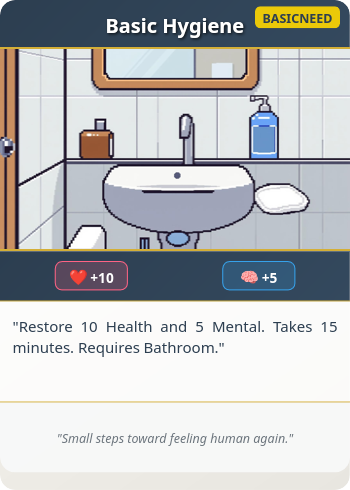 Basic Hygiene
BASICNEED
❤️ +10
🧠 +5
"Restore 10 Health and 5 Mental. Takes 15
minutes. Requires Bathroom."
"Small steps toward feeling human again."